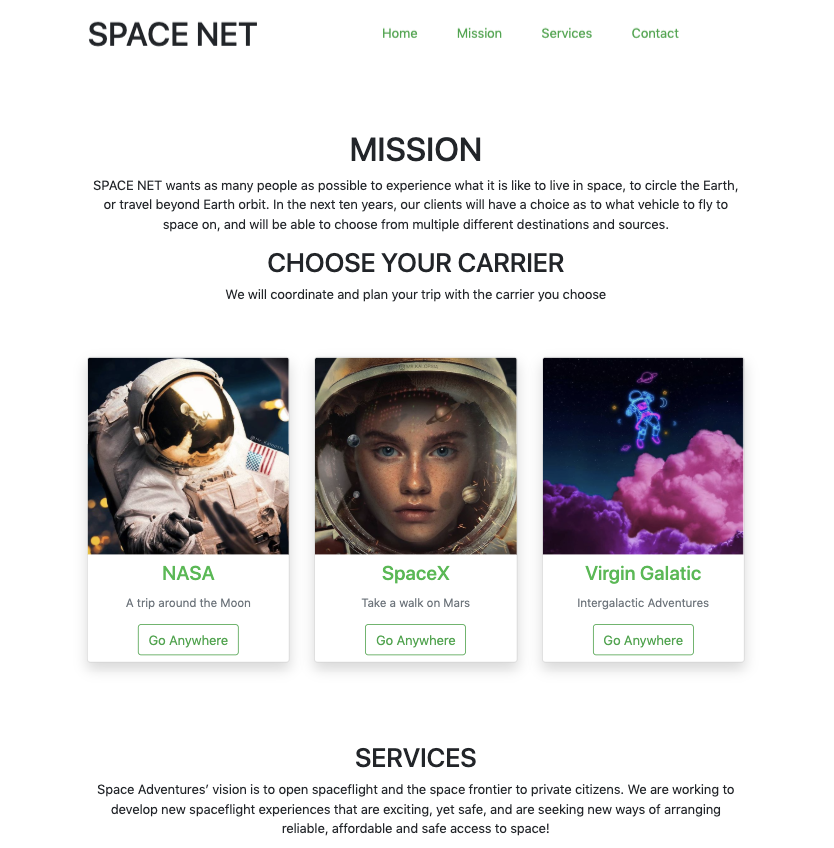 SPACE NET
Home Mission Services Contact
MISSION
SPACE NET wants as many people as possible to experience what it is like to live in space, to circle the Earth,
or travel beyond Earth orbit. In the next ten years, our clients will have a choice as to what vehicle to fly to
space on, and will be able to choose from multiple different destinations and sources.
CHOOSE YOUR CARRIER
We will coordinate and plan your trip with the carrier you choose
NASA
A trip around the Moon
Go Anywhere
SpaceX
Take a walk on Mars
Go Anywhere
Virgin Galatic
Intergalactic Adventures
Go Anywhere
SERVICES
Space Adventures’ vision is to open spaceflight and the space frontier to private citizens. We are working to
develop new spaceflight experiences that are exciting, yet safe, and are seeking new ways of arranging
reliable, affordable and safe access to space!